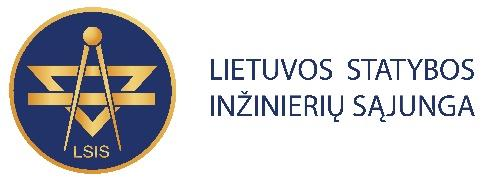 LSIS
LIETUVOS STATYBOS
INŽINIERIŲ SĄJUNGA